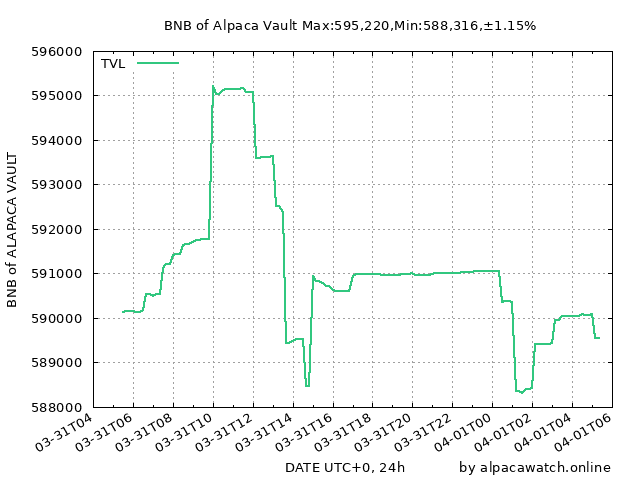 BNB of Alpaca Vault Max:595,220,Min:588,316,±1.15%
TVL
596000
595000
594000
593000
592000
591000
590000
589000
588000
BNB of ALAPACA VAULT
03-31T04
03-31T06
03-31T08
03-31T10
03-31T12
03-31T14
03-31T16
03-31T18
03-31T20
03-31T22
04-01T00
04-01T02
04-01T04
04-01T06
DATE UTC+0, 24h
by alpacawatch.online